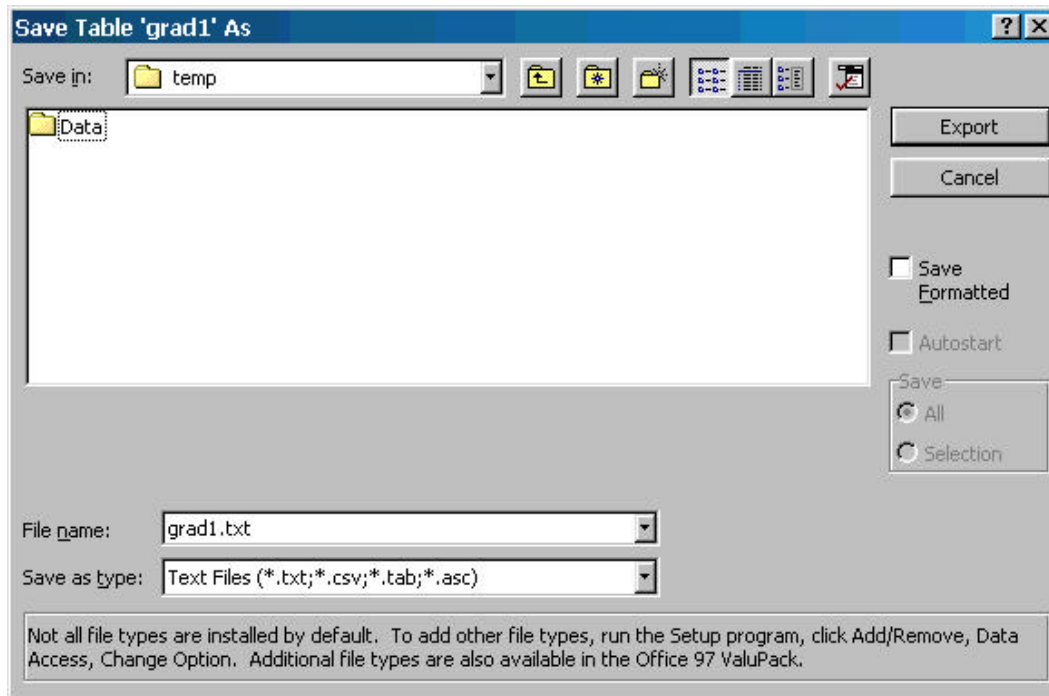 Save Table 'grad1' As
Save in:
temp
Data
Export
Cancel
Save
Formatted
Autostart
Save
All
Selection
File name:
grad1.txt
Save as type:
Text Files (*.txt;*.csv;*.tab;*.asc)
Not all file types are installed by default. To add other file types, run the Setup program, click Add/Remove, Data
Access, Change Option. Additional file types are also available in the Office 97 ValuPack.